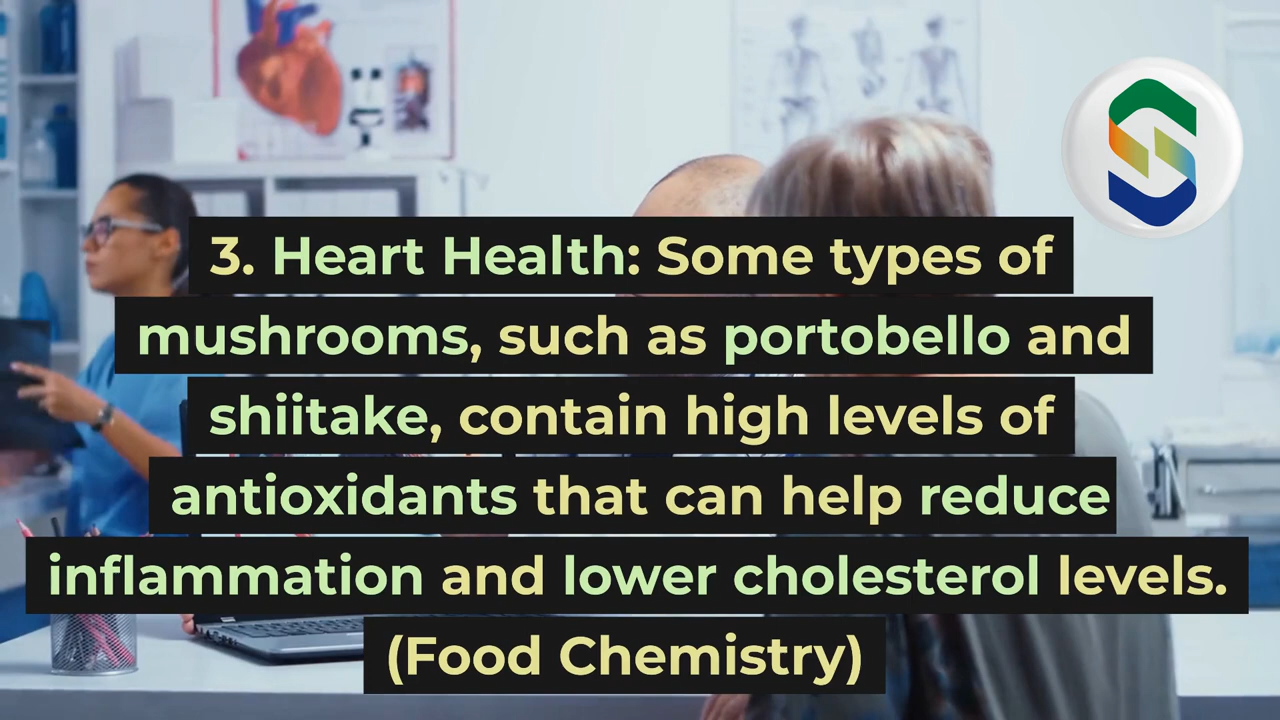 3. Heart Health: Some types of
mushrooms, such as portobello and
shiitake, contain high levels of
antioxidants that can help reduce
inflammation and lower cholesterol levels.
(Food Chemistry)